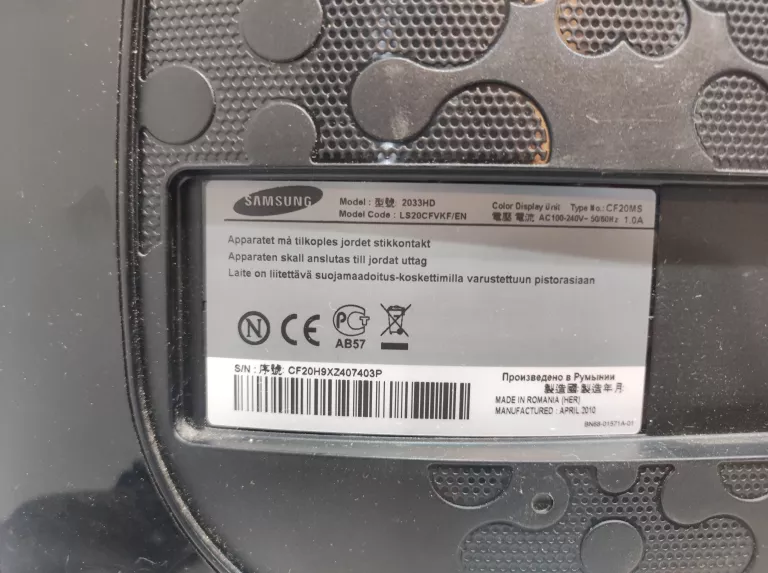 SAMSUNG
Model : 型號: 2033HD
Model Code : LS20CFVKF/EN
Color Display Unit Type No.: CF20MS
電壓 電流 AC100-240V~ 50/60Hz 1.0A
Apparatet må tilkoples jordet stikkontakt
Apparaten skall anslutas till jordat uttag
Laite on liitettävä suojamaadoitus-koskettimilla varustettuun pistorasiaan
N CE PCT
AB57
S/N : 序號: CF20H9XZ407403P
Произведено в Румынии
製造國 製造年月
MADE IN ROMANIA (HER)
MANUFACTURED : APRIL 2010
BN68-01571A-01